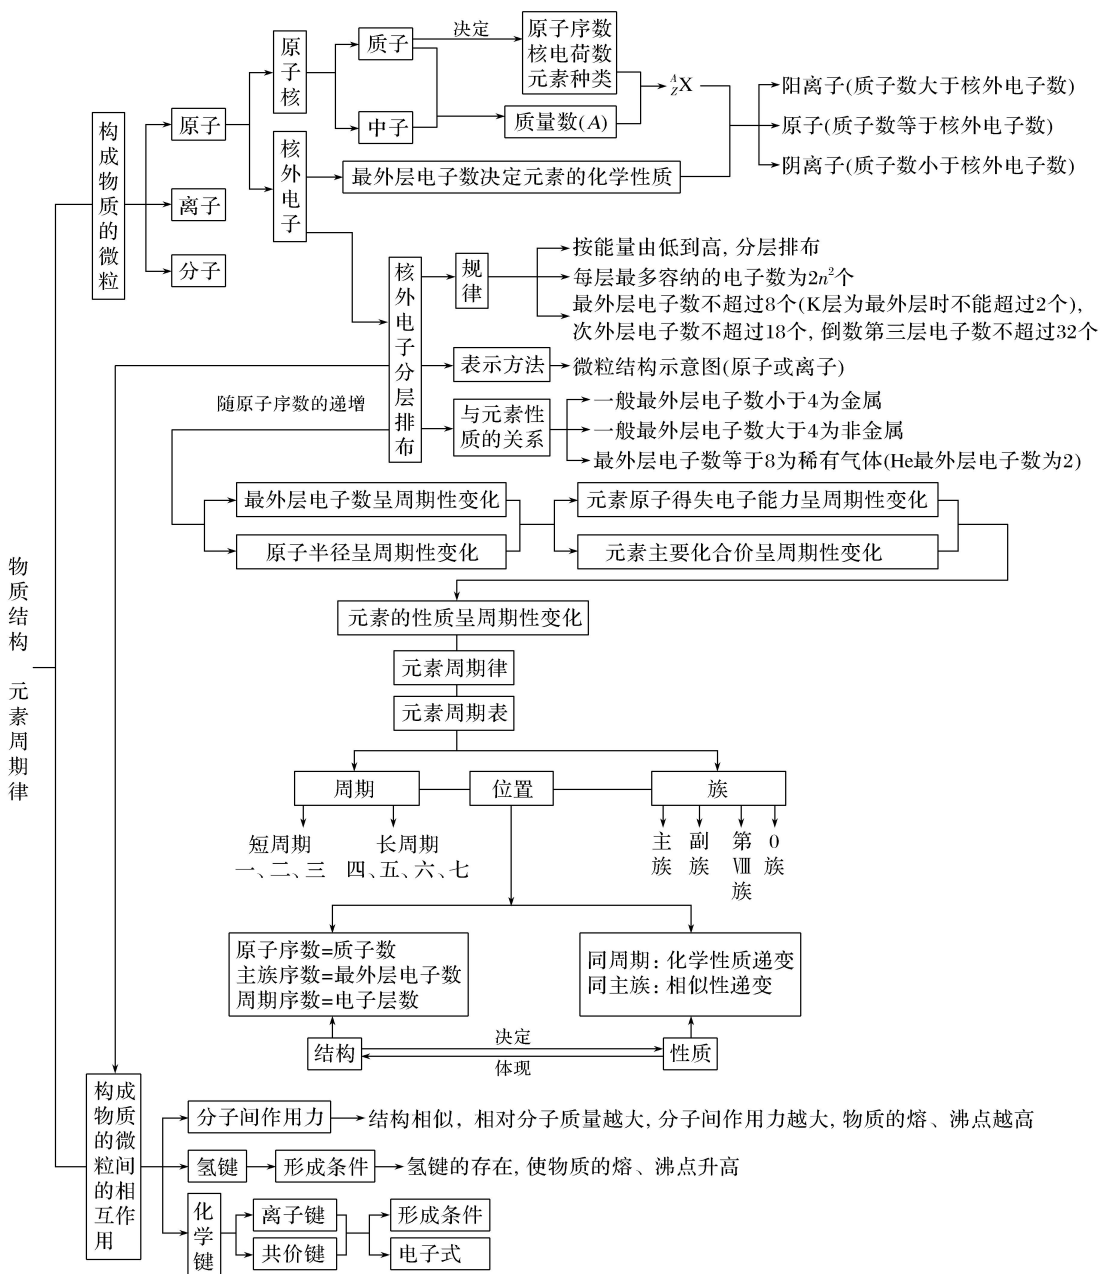 物质结构 元素周期律
构成物质的微粒
原子
离子
分子
原子核
核外电子
质子
中子
决定
原子序数
核电荷数
元素种类
质量数(A)
ᴬ_ZX
阳离子(质子数大于核外电子数)
原子(质子数等于核外电子数)
阴离子(质子数小于核外电子数)
最外层电子数决定元素的化学性质
核外电子分层排布
规律
按能量由低到高, 分层排布
每层最多容纳的电子数为2n²个
最外层电子数不超过8个(K层为最外层时不能超过2个),
次外层电子数不超过18个, 倒数第三层电子数不超过32个
表示方法
微粒结构示意图(原子或离子)
与元素性
质的关系
一般最外层电子数小于4为金属
一般最外层电子数大于4为非金属
最外层电子数等于8为稀有气体(He最外层电子数为2)
随原子序数的递增
最外层电子数呈周期性变化
原子半径呈周期性变化
元素原子得失电子能力呈周期性变化
元素主要化合价呈周期性变化
元素的性质呈周期性变化
元素周期律
元素周期表
周期
位置
族
短周期
一、二、三
长周期
四、五、六、七
主族
副族
第Ⅷ族
0族
原子序数=质子数
主族序数=最外层电子数
周期序数=电子层数
同周期: 化学性质递变
同主族: 相似性递变
结构
决定
体现
性质
构成
物质
的微
粒间
的相
互作
用
分子间作用力
结构相似, 相对分子质量越大, 分子间作用力越大, 物质的熔、沸点越高
氢键
形成条件
氢键的存在, 使物质的熔、沸点升高
化学键
离子键
共价键
形成条件
电子式